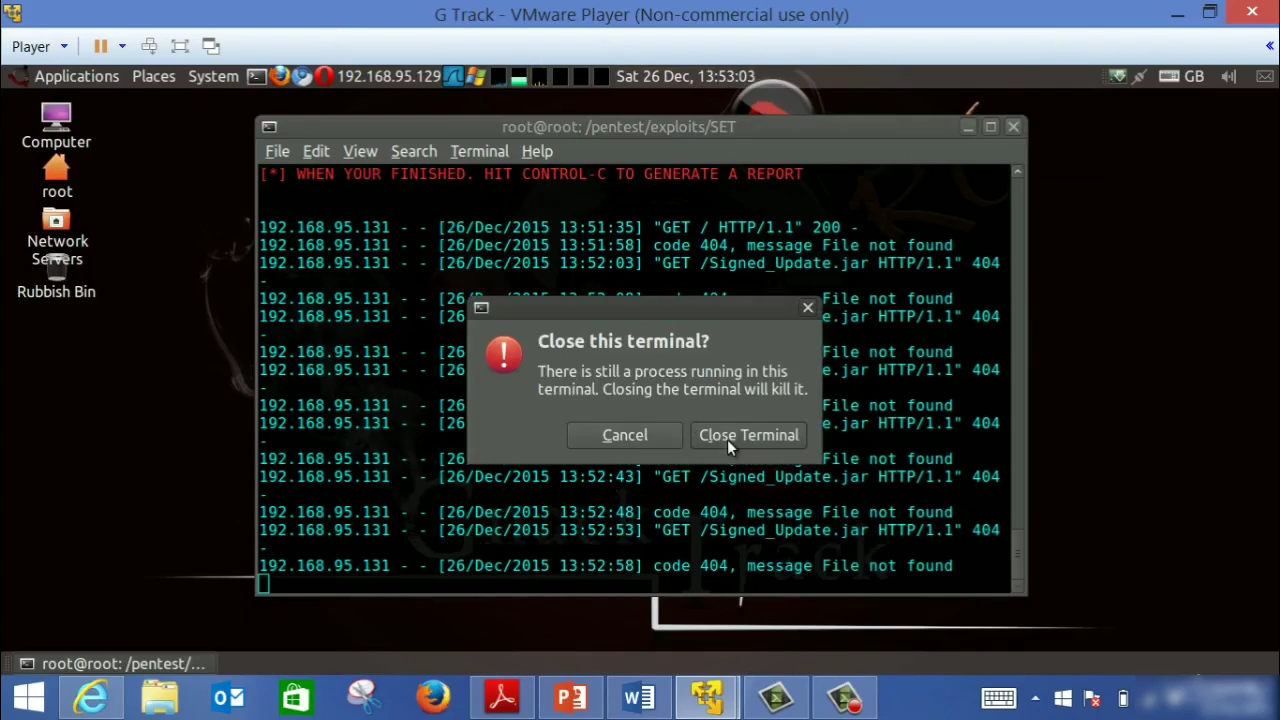 G Track - VMware Player (Non-commercial use only)
Player
Applications Places System 192.168.95.129 Sat 26 Dec, 13:53:03 GB
Computer
root
Network
Servers
Rubbish Bin
root@root: /pentest/exploits/SET
File Edit View Search Terminal Help
[*] WHEN YOUR FINISHED. HIT CONTROL-C TO GENERATE A REPORT
192.168.95.131 - - [26/Dec/2015 13:51:35] "GET / HTTP/1.1" 200 -
192.168.95.131 - - [26/Dec/2015 13:51:58] code 404, message File not found
192.168.95.131 - - [26/Dec/2015 13:52:03] "GET /Signed_Update.jar HTTP/1.1" 404
-
192.168.95.131 - - [26/Dec/2015 13:52:08] code 404, message File not found
192.168.95.131 - - [26 ue.jar HTTP/1.1" 404
-
192.168.95.131 - - [26 File not found
192.168.95.131 - - [26 te.jar HTTP/1.1" 404
-
192.168.95.131 - - [26 File not found
192.168.95.131 - - [26 te.jar HTTP/1.1" 404
-
192.168.95.131 - - [26 File not found
192.168.95.131 - - [26/Dec/2015 13:52:43] "GET /Signed_Update.jar HTTP/1.1" 404
-
192.168.95.131 - - [26/Dec/2015 13:52:48] code 404, message File not found
192.168.95.131 - - [26/Dec/2015 13:52:53] "GET /Signed_Update.jar HTTP/1.1" 404
-
192.168.95.131 - - [26/Dec/2015 13:52:58] code 404, message File not found
Close this terminal?
There is still a process running in this
terminal. Closing the terminal will kill it.
Cancel Close Terminal
root@root: /pentest/...